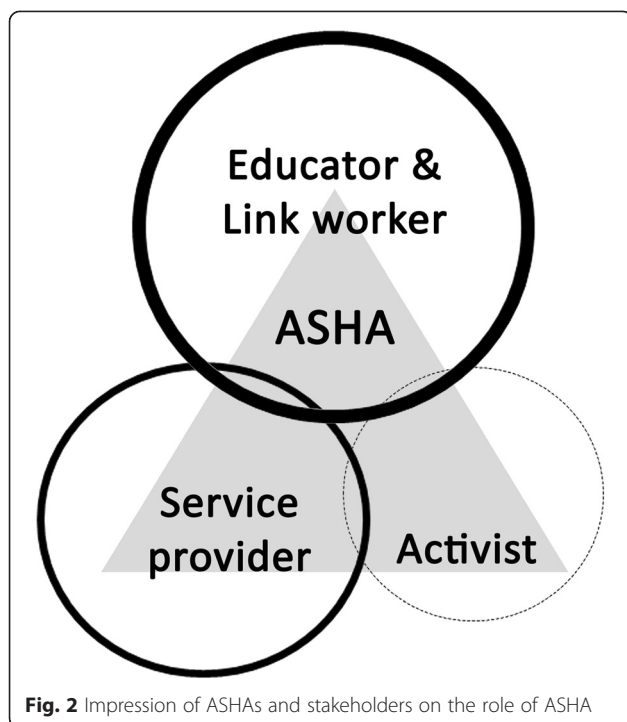 Educator &
Link worker
ASHA
Service
provider
Activist
Fig. 2 Impression of ASHAs and stakeholders on the role of ASHA